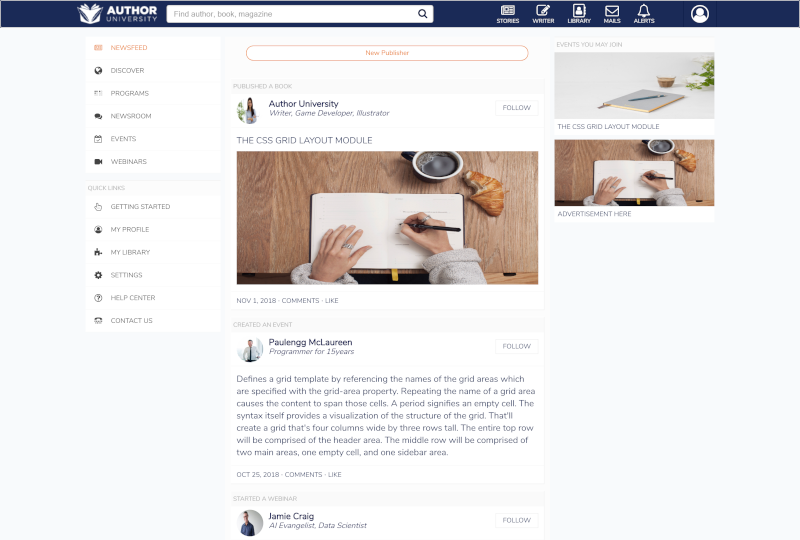 AUTHOR
UNIVERSITY
Find author, book, magazine
STORIES
WRITER
LIBRARY
MAILS
ALERTS
NEWSFEED
DISCOVER
PROGRAMS
NEWSROOM
EVENTS
WEBINARS
QUICK LINKS
GETTING STARTED
MY PROFILE
MY LIBRARY
SETTINGS
HELP CENTER
CONTACT US
New Publisher
PUBLISHED A BOOK
Author University
Writer, Game Developer, Illustrator
FOLLOW
THE CSS GRID LAYOUT MODULE
NOV 1, 2018 · COMMENTS · LIKE
CREATED AN EVENT
Paulengg McLaureen
Programmer for 15years
FOLLOW
Defines a grid template by referencing the names of the grid areas which
are specified with the grid-area property. Repeating the name of a grid area
causes the content to span those cells. A period signifies an empty cell. The
syntax itself provides a visualization of the structure of the grid. That'll
create a grid that's four columns wide by three rows tall. The entire top row
will be comprised of the header area. The middle row will be comprised of
two main areas, one empty cell, and one sidebar area.
OCT 25, 2018 · COMMENTS · LIKE
STARTED A WEBINAR
Jamie Craig
AI Evangelist, Data Scientist
FOLLOW
EVENTS YOU MAY JOIN
THE CSS GRID LAYOUT MODULE
ADVERTISEMENT HERE